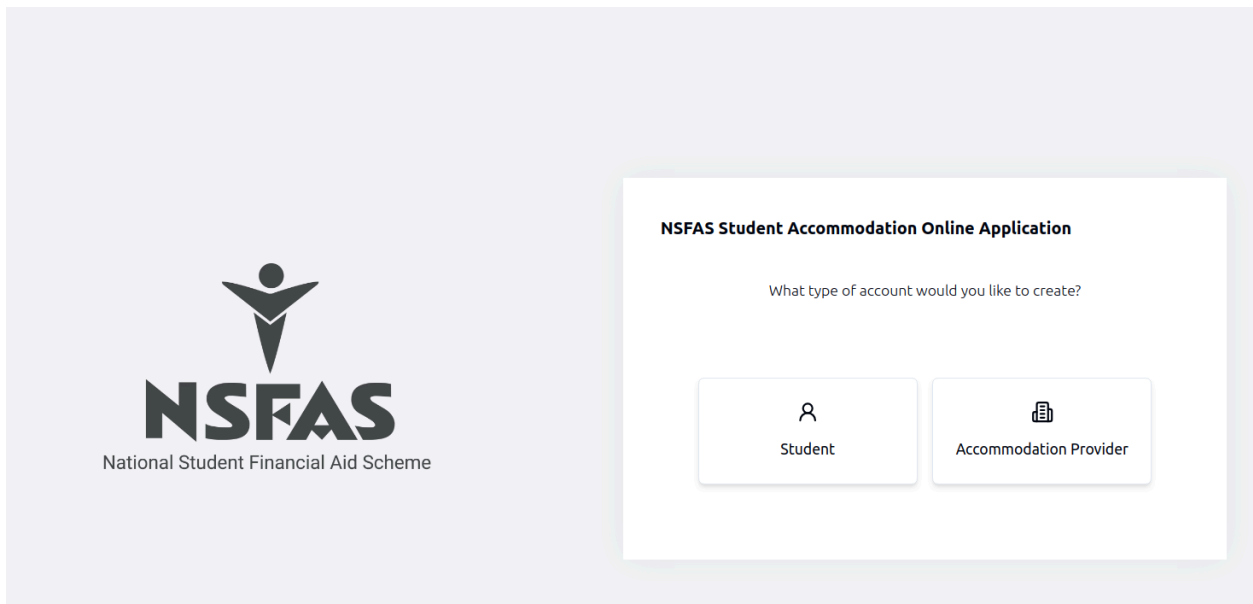 NSFAS
National Student Financial Aid Scheme
NSFAS Student Accommodation Online Application
What type of account would you like to create?
Student
Accommodation Provider